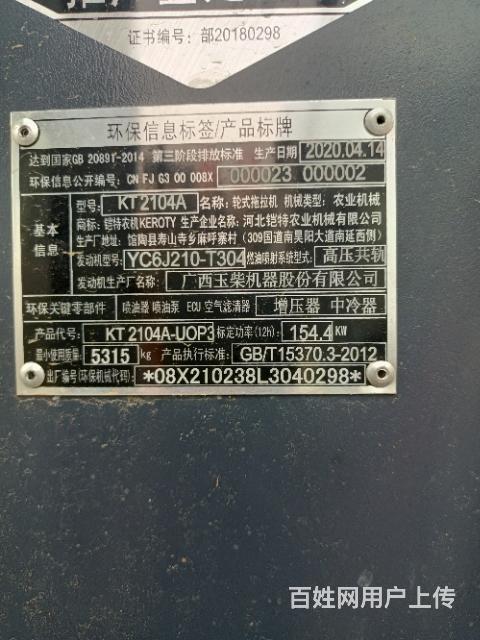 证书编号：部20180298
环保信息标签/产品标牌
达到国家GB 20891-2014 第三阶段排放标准 生产日期 2020.04.14
环保信息公开编号：CN FJ G3 00 008X 000023 000002
基本信息
型号：KT2104A 名称：轮式拖拉机 机械类型：农业机械
商标：铠特农机KEROTY 生产企业名称：河北铠特农业机械有限公司
生产厂地址：馆陶县寿山寺乡麻呼寨村（309国道南昊阳大道南延西侧）
发动机型号：YC6J210-T304 燃油喷射系统型式：高压共轨
发动机生产厂名称：广西玉柴机器股份有限公司
环保关键零部件 喷油器 喷油泵 ECU 空气滤清器 增压器 中冷器
产品代号：KT2104A-UOP3 标定功率(12h)：154.4 KW
最小使用质量：5315 kg 产品执行标准：GB/T15370.3-2012
出厂编号(环保机械代码)：*08X210238L3040298*
百姓网用户上传